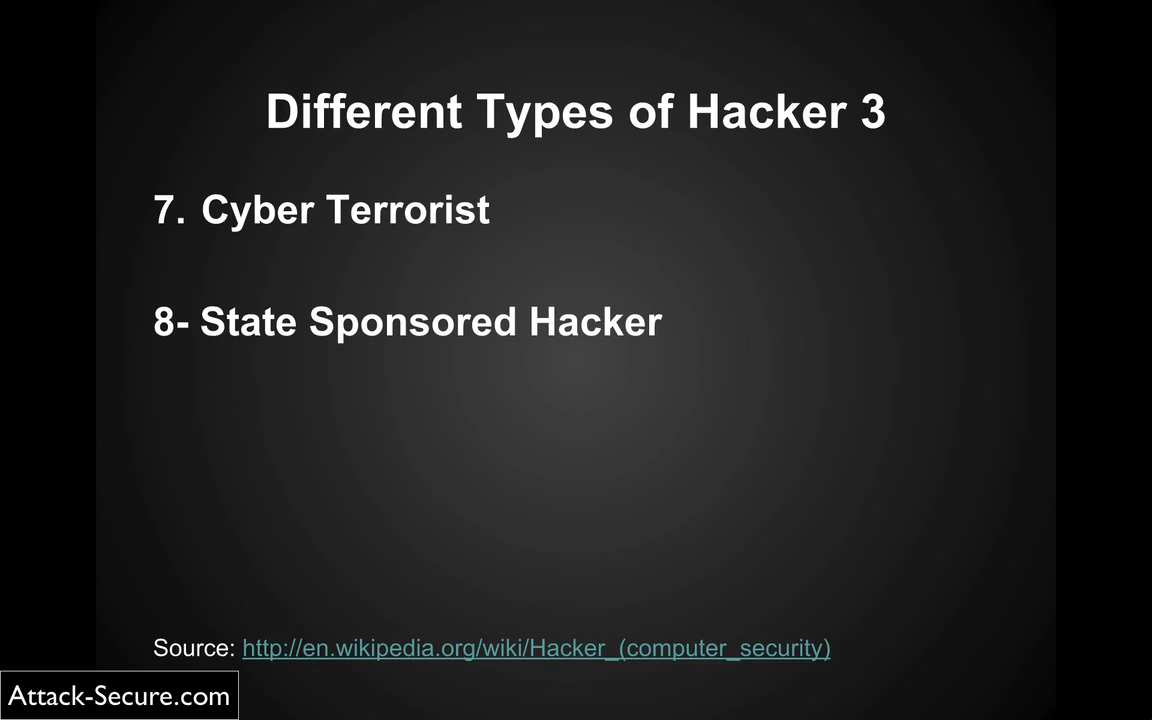 Different Types of Hacker 3
7. Cyber Terrorist
8- State Sponsored Hacker
Source: http://en.wikipedia.org/wiki/Hacker_(computer_security)
Attack-Secure.com